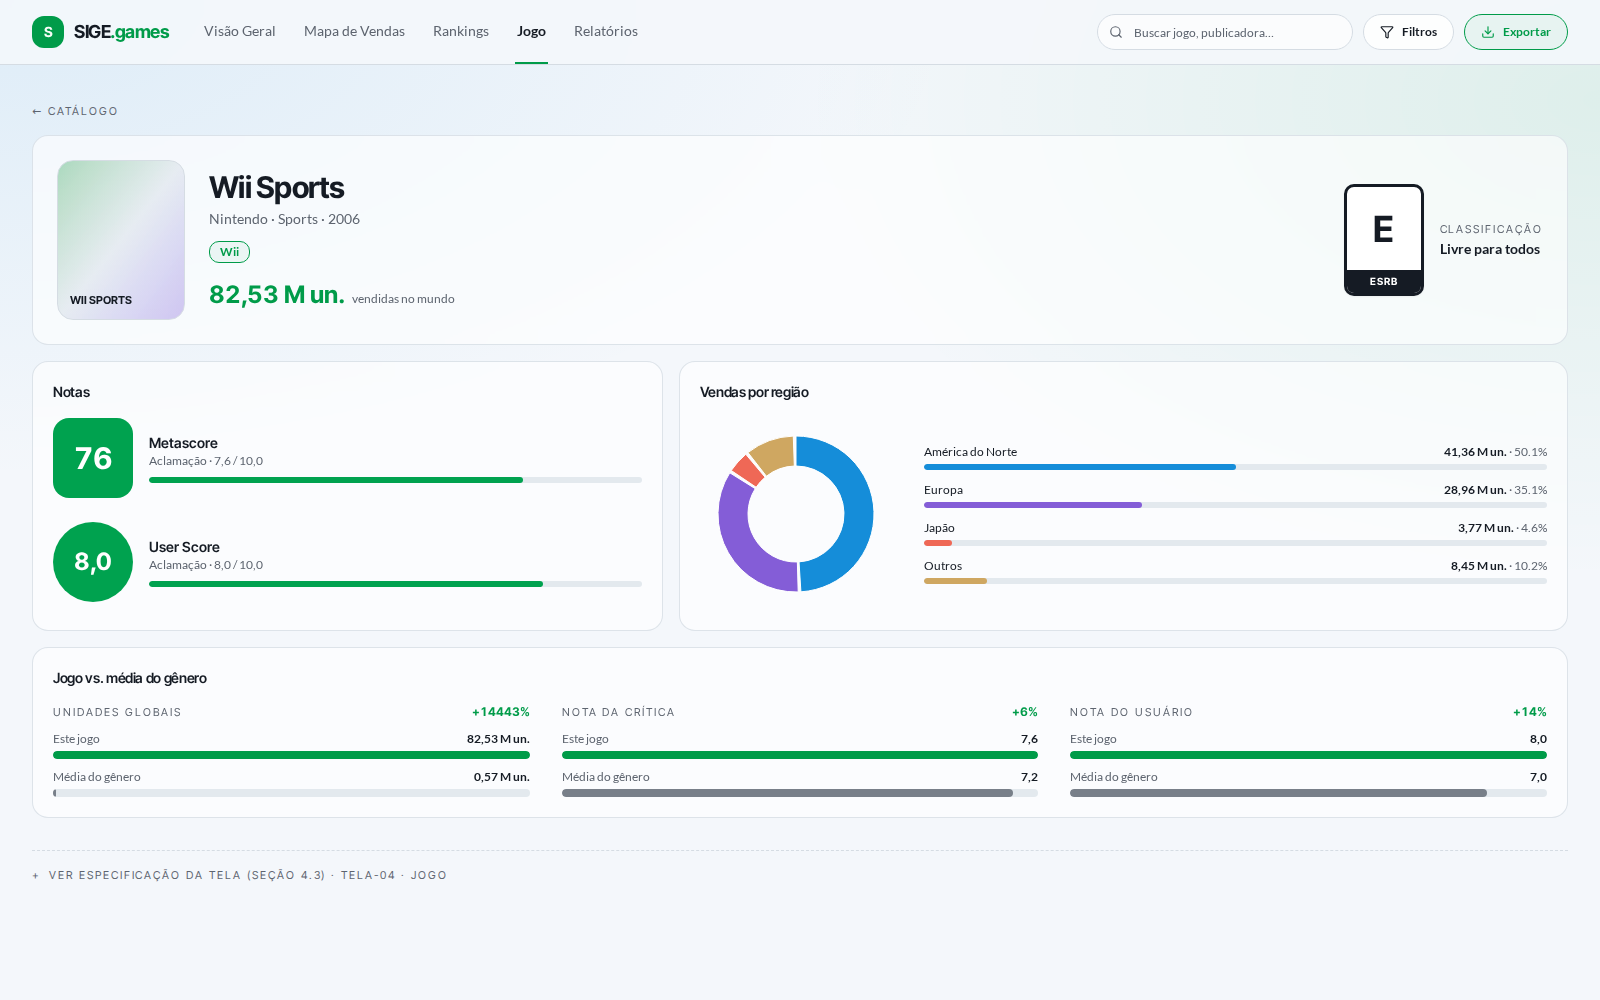 S SIGE.games Visão Geral Mapa de Vendas Rankings Jogo Relatórios Buscar jogo, publicadora... Filtros Exportar
← CATÁLOGO
WII SPORTS
Wii Sports
Nintendo · Sports · 2006
Wii
82,53 M un. vendidas no mundo
E
ESRB
CLASSIFICAÇÃO
Livre para todos
Notas
76
Metascore
Aclamação · 7,6 / 10,0
8,0
User Score
Aclamação · 8,0 / 10,0
Vendas por região
América do Norte 41,36 M un. · 50.1%
Europa 28,96 M un. · 35.1%
Japão 3,77 M un. · 4.6%
Outros 8,45 M un. · 10.2%
Jogo vs. média do gênero
UNIDADES GLOBAIS +14443%
Este jogo 82,53 M un.
Média do gênero 0,57 M un.
NOTA DA CRÍTICA +6%
Este jogo 7,6
Média do gênero 7,2
NOTA DO USUÁRIO +14%
Este jogo 8,0
Média do gênero 7,0
+ VER ESPECIFICAÇÃO DA TELA (SEÇÃO 4.3) · TELA-04 · JOGO